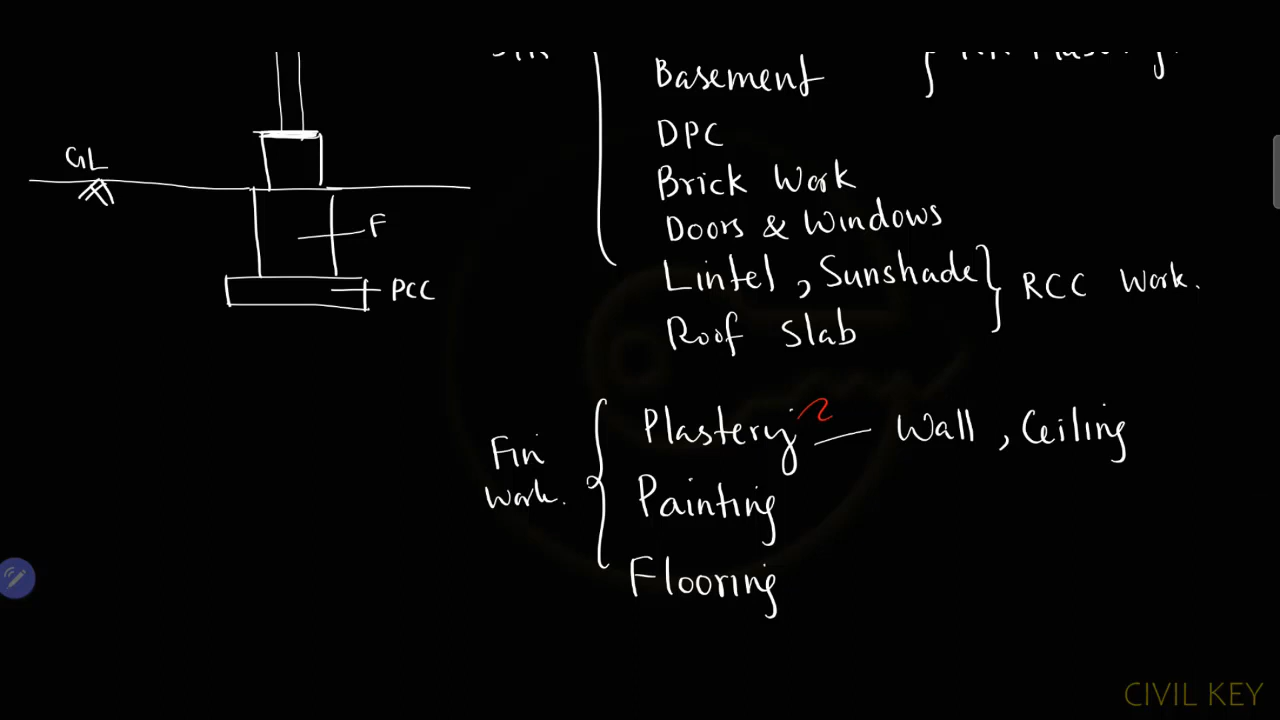 Basement
DPC
Brick Work
Doors & Windows
Lintel , Sunshade } RCC Work.
Roof slab
GL
F
PCC
Fin Work. { Plastery — Wall , Ceiling
Painting
Flooring
CIVIL KEY